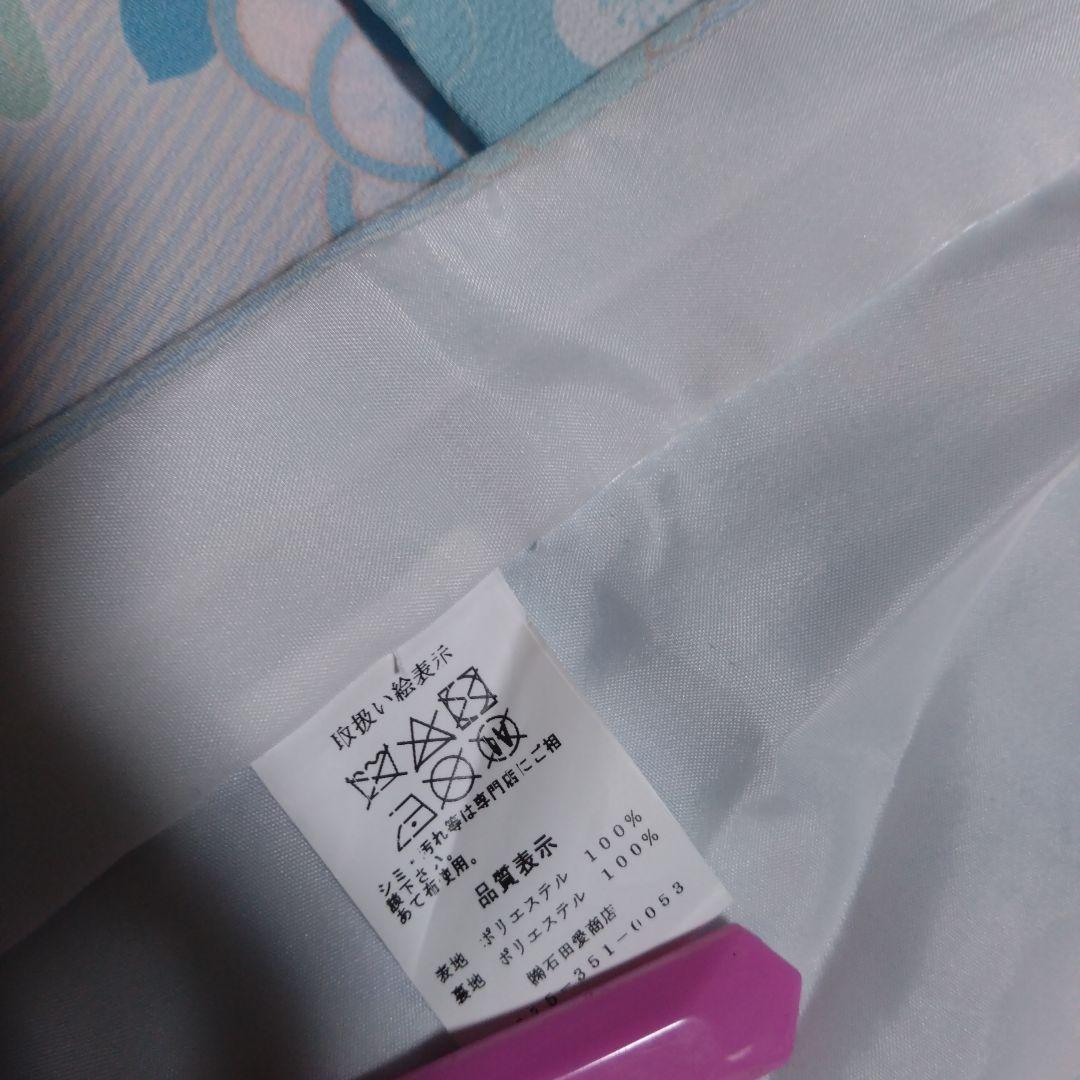 取扱い絵表示
シミ・汚れ等は専門店にご相
談下さい。
あて布使用。
品質表示
表地 ポリエステル 100%
裏地 ポリエステル 100%
㈱石田愛商店
351-0053